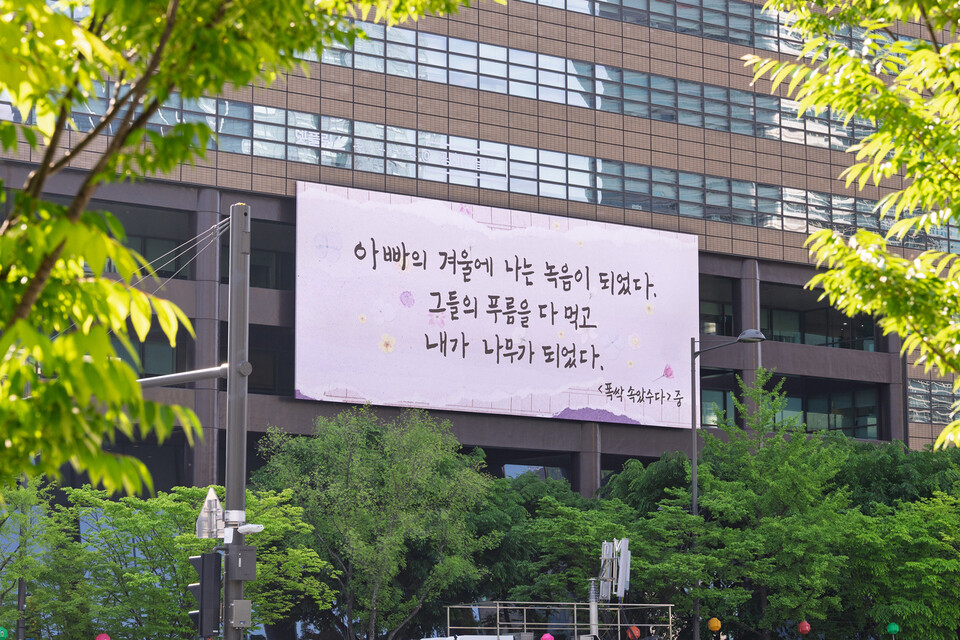 아빠의 겨울에 나는 녹음이 되었다.
그들의 푸름을 다 먹고
내가 나무가 되었다.
<폭싹 속았수다> 중